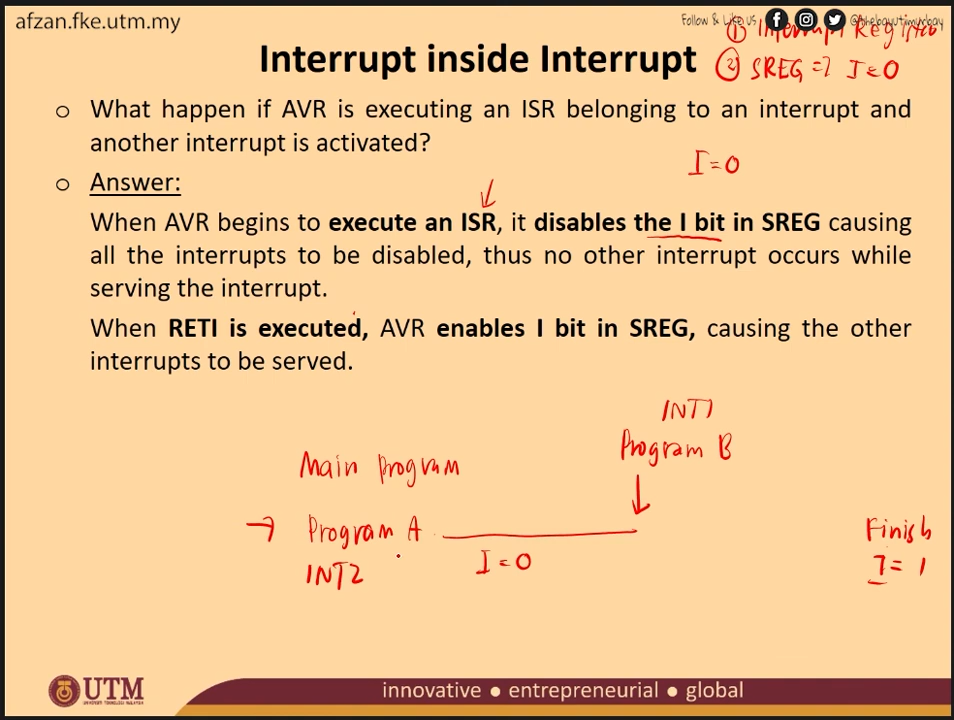 afzan.fke.utm.my
Follow & Like us @thebayutimurbay
① Interrupt Register
Interrupt inside Interrupt
② SREG => I=0
o What happen if AVR is executing an ISR belonging to an interrupt and
another interrupt is activated?
I=0
o Answer:
When AVR begins to execute an ISR, it disables the I bit in SREG causing
all the interrupts to be disabled, thus no other interrupt occurs while
serving the interrupt.
When RETI is executed, AVR enables I bit in SREG, causing the other
interrupts to be served.
INT1
Program B
Main program
Program A
Finish
I=0
I=1
INT2
UTM
UNIVERSITI TEKNOLOGI MALAYSIA
innovative ● entrepreneurial ● global